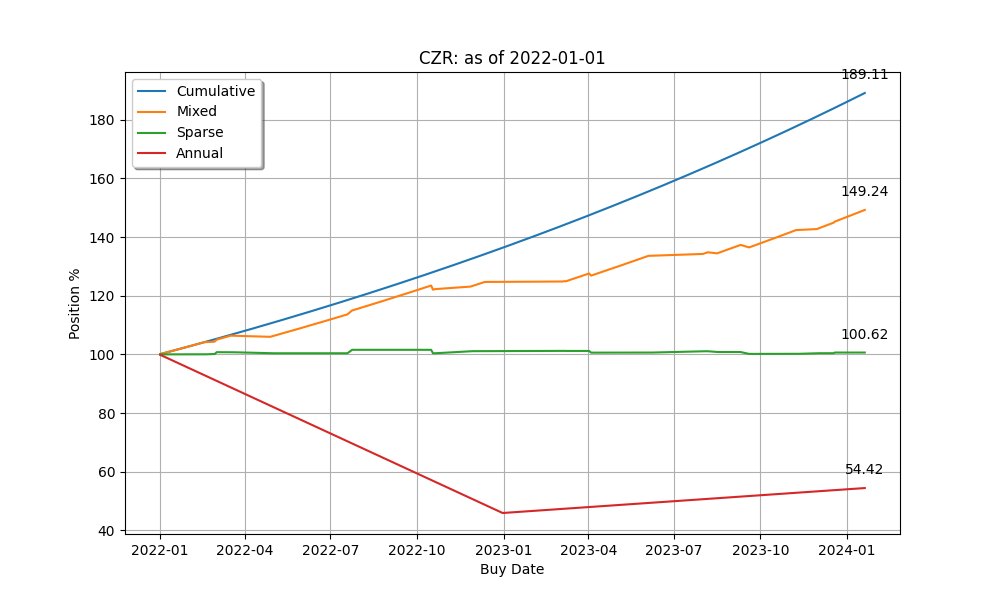 CZR: as of 2022-01-01
Cumulative
Mixed
Sparse
Annual
189.11
149.24
100.62
54.42
Position %
180
160
140
120
100
80
60
40
2022-01 2022-04 2022-07 2022-10 2023-01 2023-04 2023-07 2023-10 2024-01
Buy Date